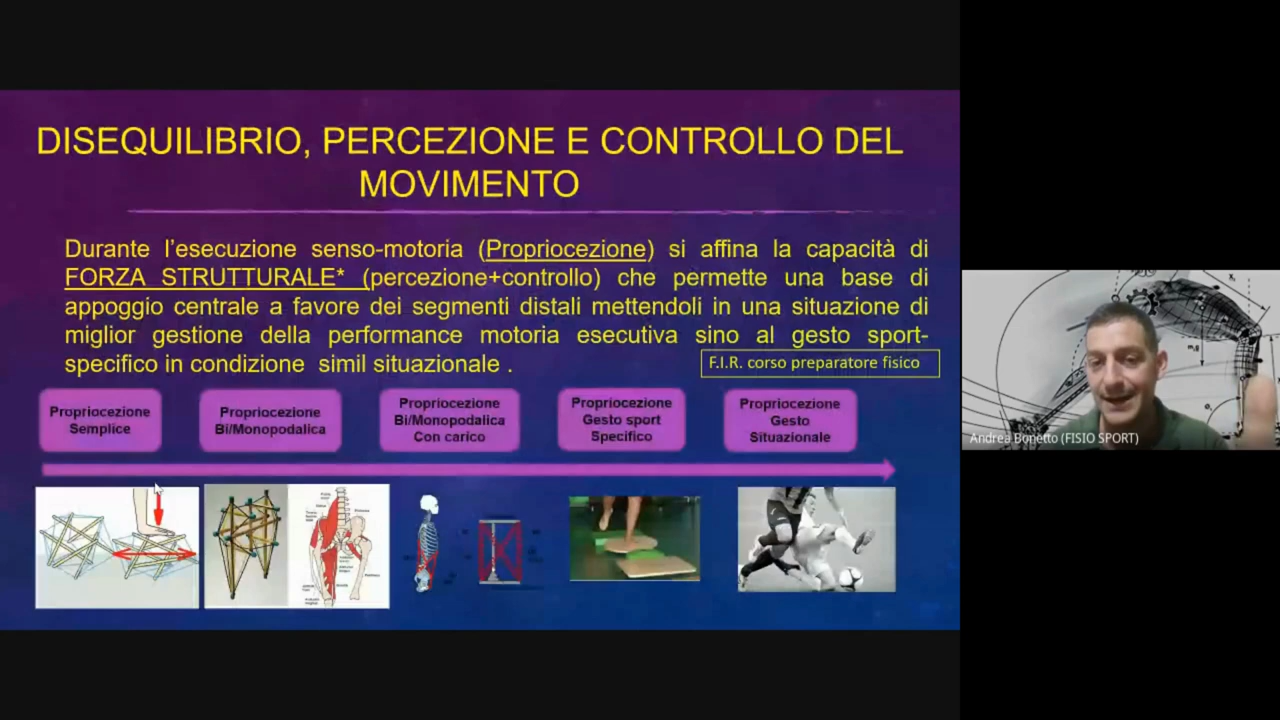 DISEQUILIBRIO, PERCEZIONE E CONTROLLO DEL
MOVIMENTO
Durante l'esecuzione senso-motoria (Propriocezione) si affina la capacità di
FORZA STRUTTURALE* (percezione+controllo) che permette una base di
appoggio centrale a favore dei segmenti distali mettendoli in una situazione di
miglior gestione della performance motoria esecutiva sino al gesto sport-
specifico in condizione simil situazionale .
F.I.R. corso preparatore fisico
Propriocezione
Semplice
Propriocezione
Bi/Monopodalica
Propriocezione
Bi/Monopodalica
Con carico
Propriocezione
Gesto sport
Specifico
Propriocezione
Gesto
Situazionale
Andrea Bonetto (FISIO SPORT)